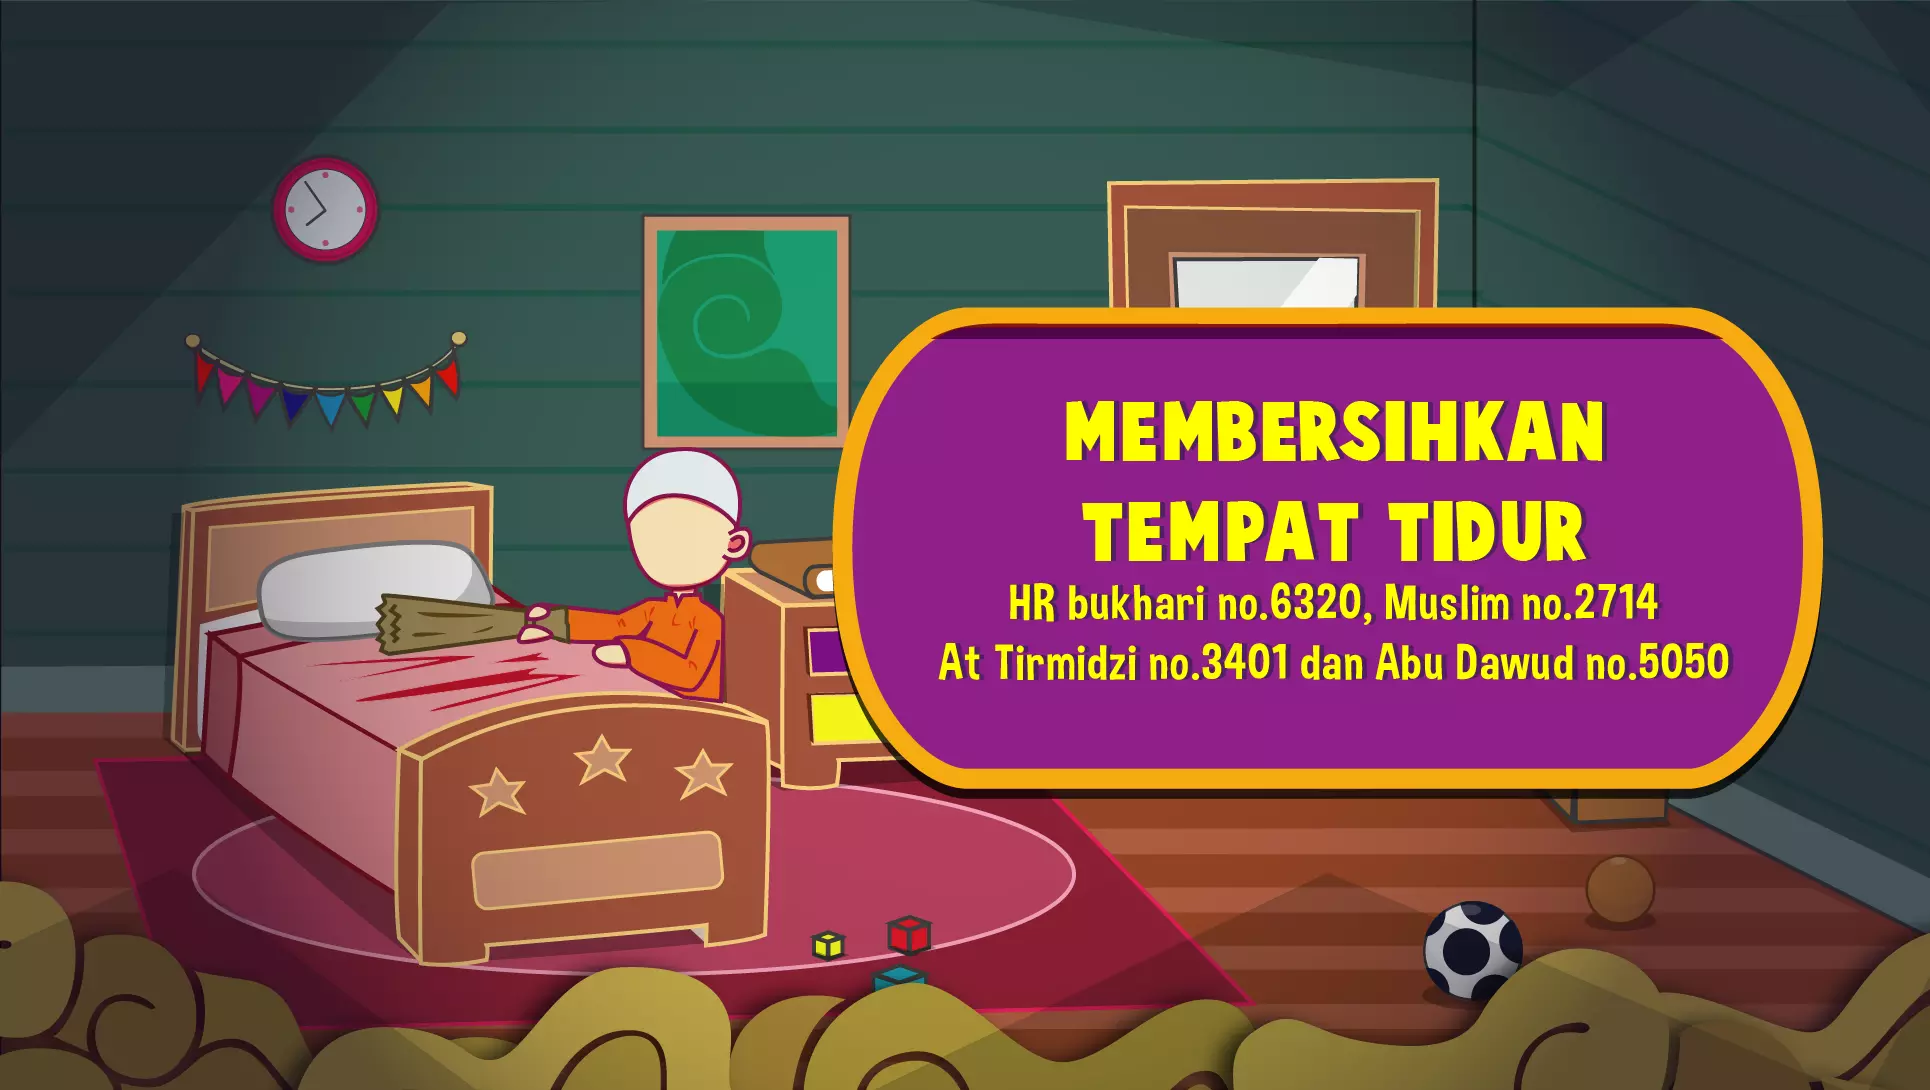 MEMBERSIHKAN
TEMPAT TIDUR
HR bukhari no.6320, Muslim no.2714
At Tirmidzi no.3401 dan Abu Dawud no.5050